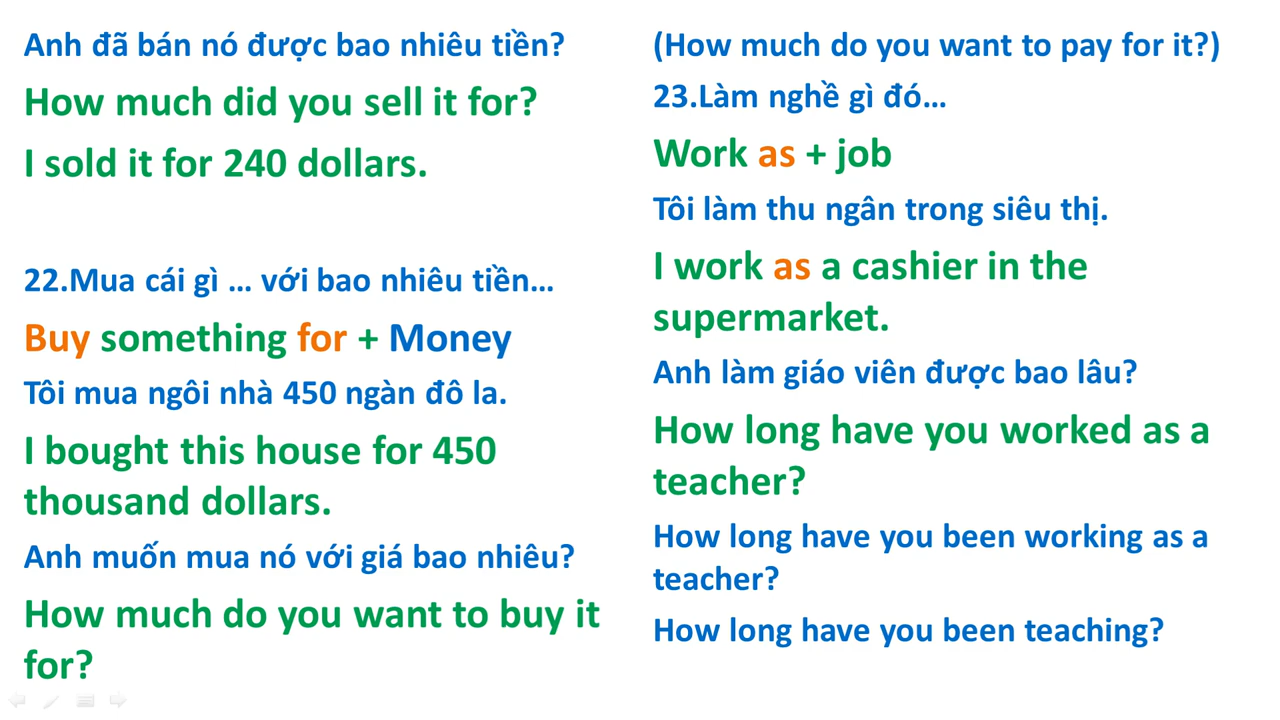 Anh đã bán nó được bao nhiêu tiền?
How much did you sell it for?
I sold it for 240 dollars.
22.Mua cái gì ... với bao nhiêu tiền...
Buy something for + Money
Tôi mua ngôi nhà 450 ngàn đô la.
I bought this house for 450
thousand dollars.
Anh muốn mua nó với giá bao nhiêu?
How much do you want to buy it
for?
(How much do you want to pay for it?)
23.Làm nghề gì đó...
Work as + job
Tôi làm thu ngân trong siêu thị.
I work as a cashier in the
supermarket.
Anh làm giáo viên được bao lâu?
How long have you worked as a
teacher?
How long have you been working as a
teacher?
How long have you been teaching?